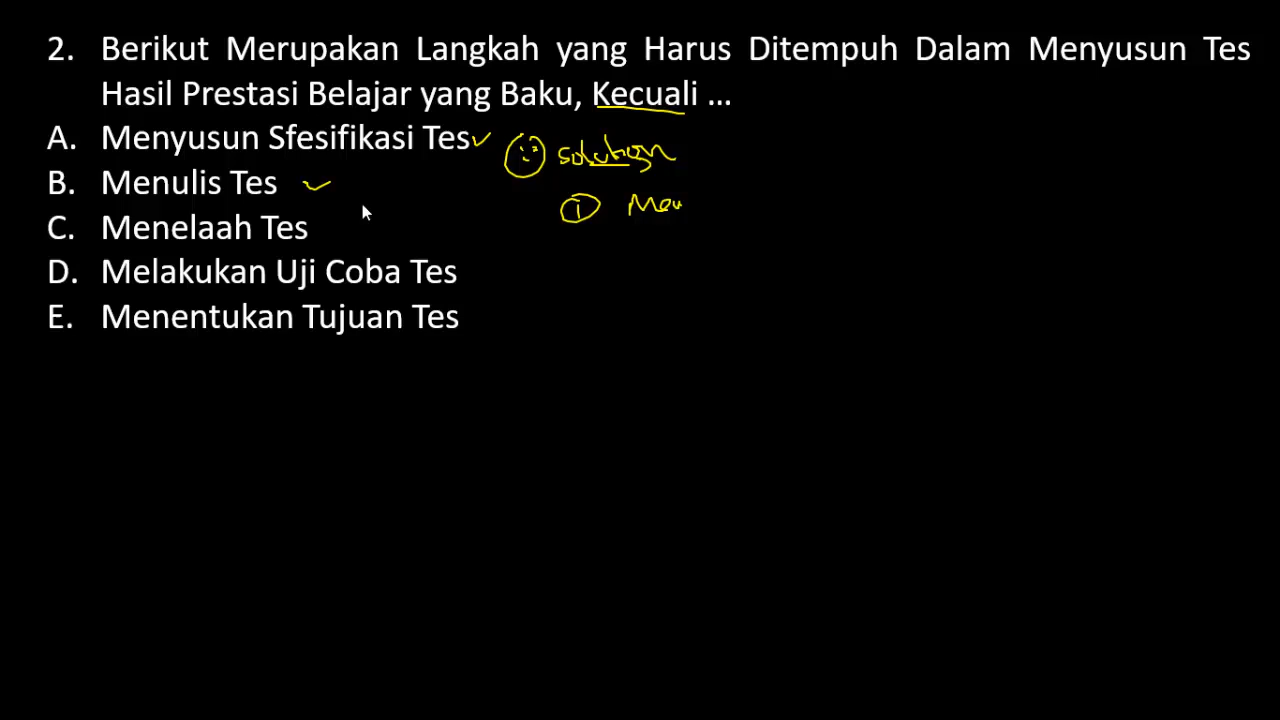 2. Berikut Merupakan Langkah yang Harus Ditempuh Dalam Menyusun Tes
Hasil Prestasi Belajar yang Baku, Kecuali ...
A. Menyusun Sfesifikasi Tes
solution
B. Menulis Tes
1 Men
C. Menelaah Tes
D. Melakukan Uji Coba Tes
E. Menentukan Tujuan Tes